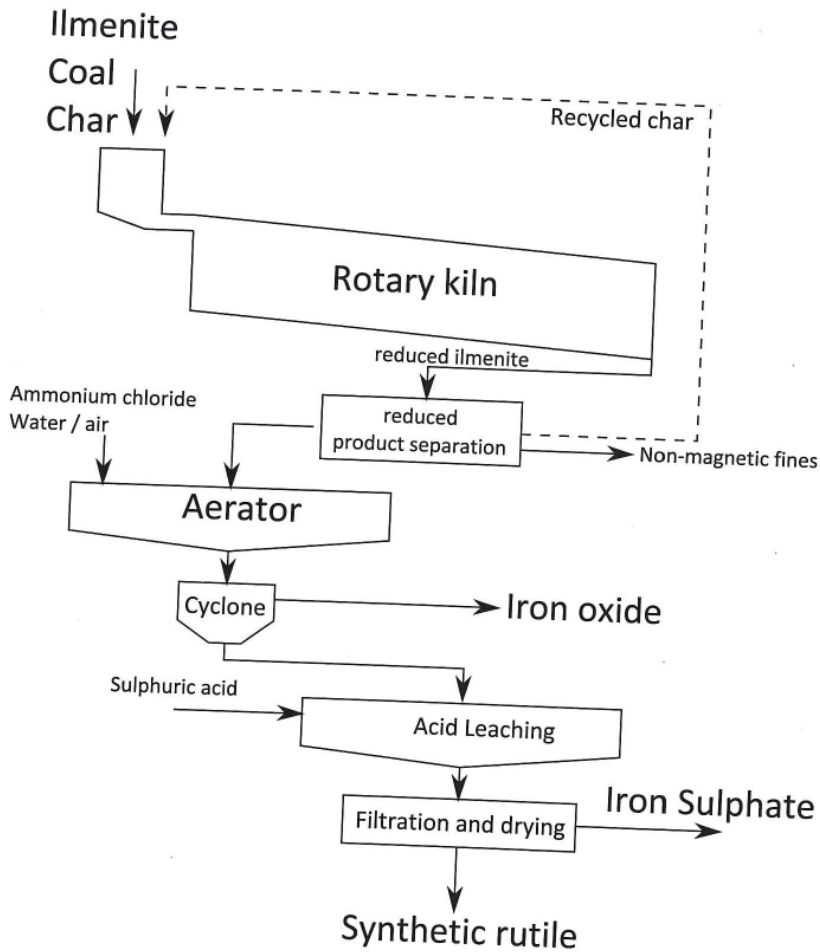 Ilmenite
Coal
Char
Recycled char
Rotary kiln
reduced ilmenite
Ammonium chloride
Water / air
reduced
product separation
Non-magnetic fines
Aerator
Cyclone
Iron oxide
Sulphuric acid
Acid Leaching
Iron Sulphate
Filtration and drying
Synthetic rutile